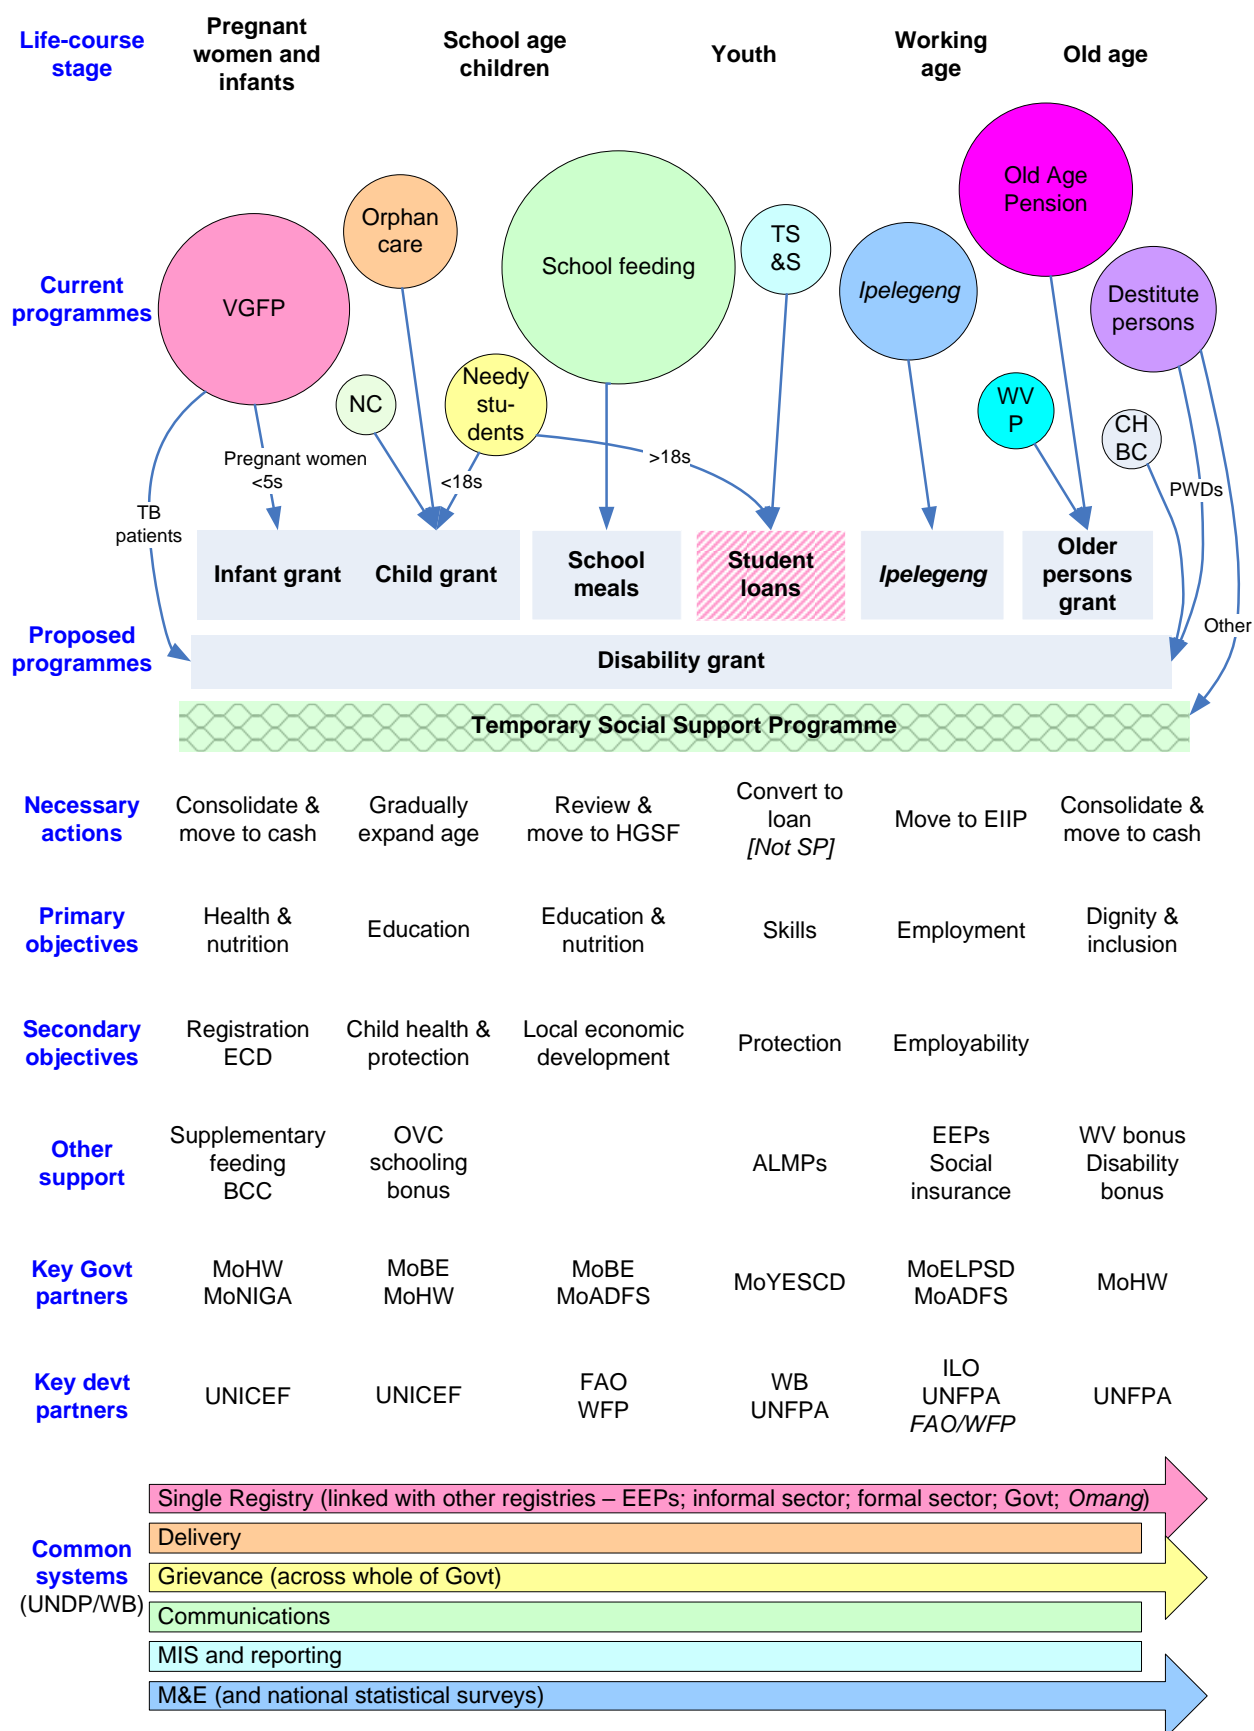 Life-course
stage
Pregnant
women and
infants
School age
children
Youth
Working
age
Old age
Current
programmes
VGFP
Orphan
care
NC
Needy
stu-
dents
School feeding
TS
&S
Ipelegeng
Old Age
Pension
WV
P
Destitute
persons
CH
BC
TB
patients
Pregnant women
<5s
<18s
>18s
PWDs
Other
Proposed
programmes
Infant grant
Child grant
School
meals
Student
loans
Ipelegeng
Older
persons
grant
Disability grant
Temporary Social Support Programme
Necessary
actions
Consolidate &
move to cash
Gradually
expand age
Review &
move to HGSF
Convert to
loan
[Not SP]
Move to EIIP
Consolidate &
move to cash
Primary
objectives
Health &
nutrition
Education
Education &
nutrition
Skills
Employment
Dignity &
inclusion
Secondary
objectives
Registration
ECD
Child health &
protection
Local economic
development
Protection
Employability
Other
support
Supplementary
feeding
BCC
OVC
schooling
bonus
ALMPs
EEPs
Social
insurance
WV bonus
Disability
bonus
Key Govt
partners
MoHW
MoNIGA
MoBE
MoHW
MoBE
MoADFS
MoYESCD
MoELPSD
MoADFS
MoHW
Key devt
partners
UNICEF
UNICEF
FAO
WFP
WB
UNFPA
ILO
UNFPA
FAO/WFP
UNFPA
Common
systems
(UNDP/WB)
Single Registry (linked with other registries – EEPs; informal sector; formal sector; Govt; Omang)
Delivery
Grievance (across whole of Govt)
Communications
MIS and reporting
M&E (and national statistical surveys)